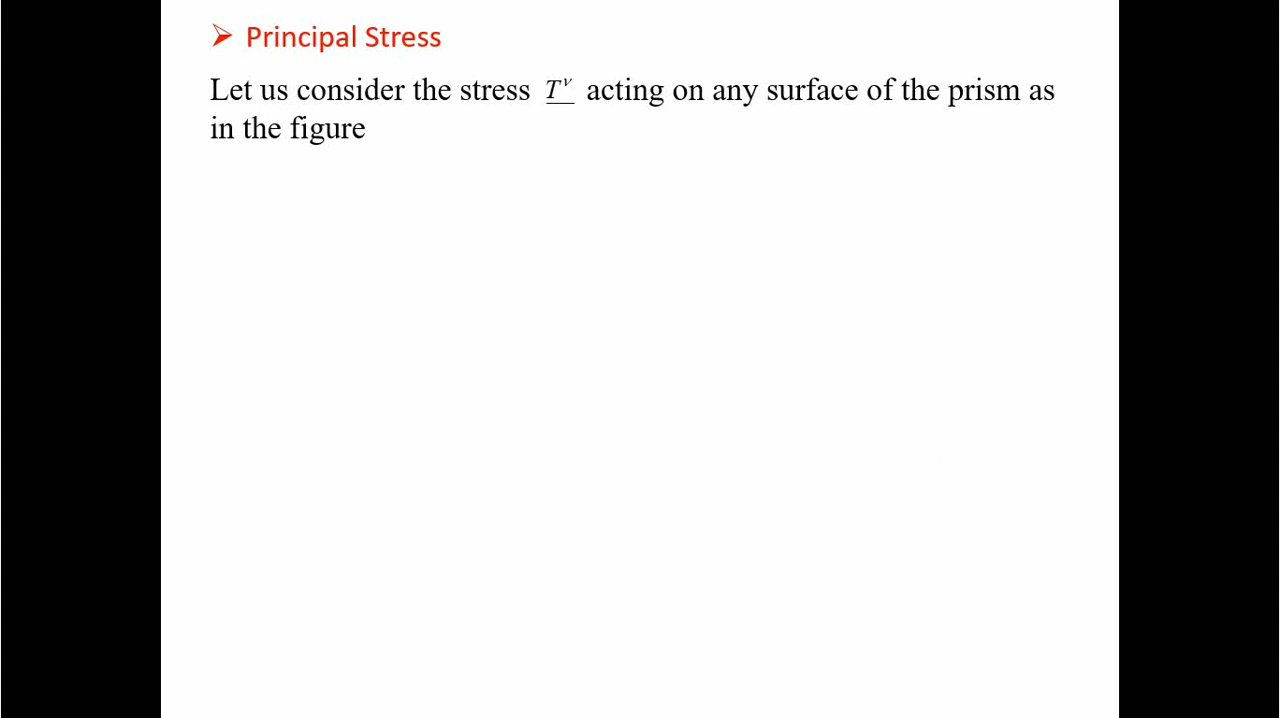 ➢ Principal Stress
Let us consider the stress T^ν acting on any surface of the prism as
in the figure